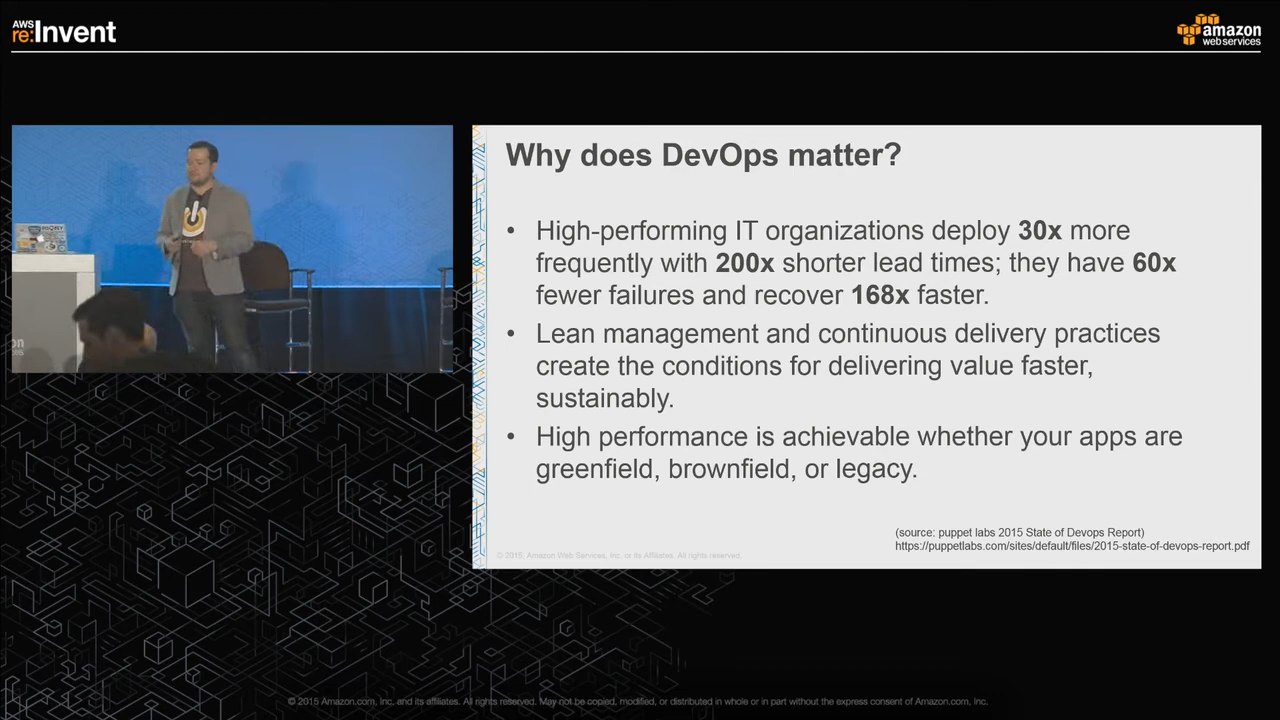 AWS
re:Invent
amazon
web services
Why does DevOps matter?
• High-performing IT organizations deploy 30x more
frequently with 200x shorter lead times; they have 60x
fewer failures and recover 168x faster.
• Lean management and continuous delivery practices
create the conditions for delivering value faster,
sustainably.
• High performance is achievable whether your apps are
greenfield, brownfield, or legacy.
(source: puppet labs 2015 State of Devops Report)
https://puppetlabs.com/sites/default/files/2015-state-of-devops-report.pdf
© 2015, Amazon Web Services, Inc. or its Affiliates. All rights reserved.
© 2015 Amazon.com, Inc. and its affiliates. All rights reserved. May not be copied, modified, or distributed in whole or in part without the express consent of Amazon.com, Inc.